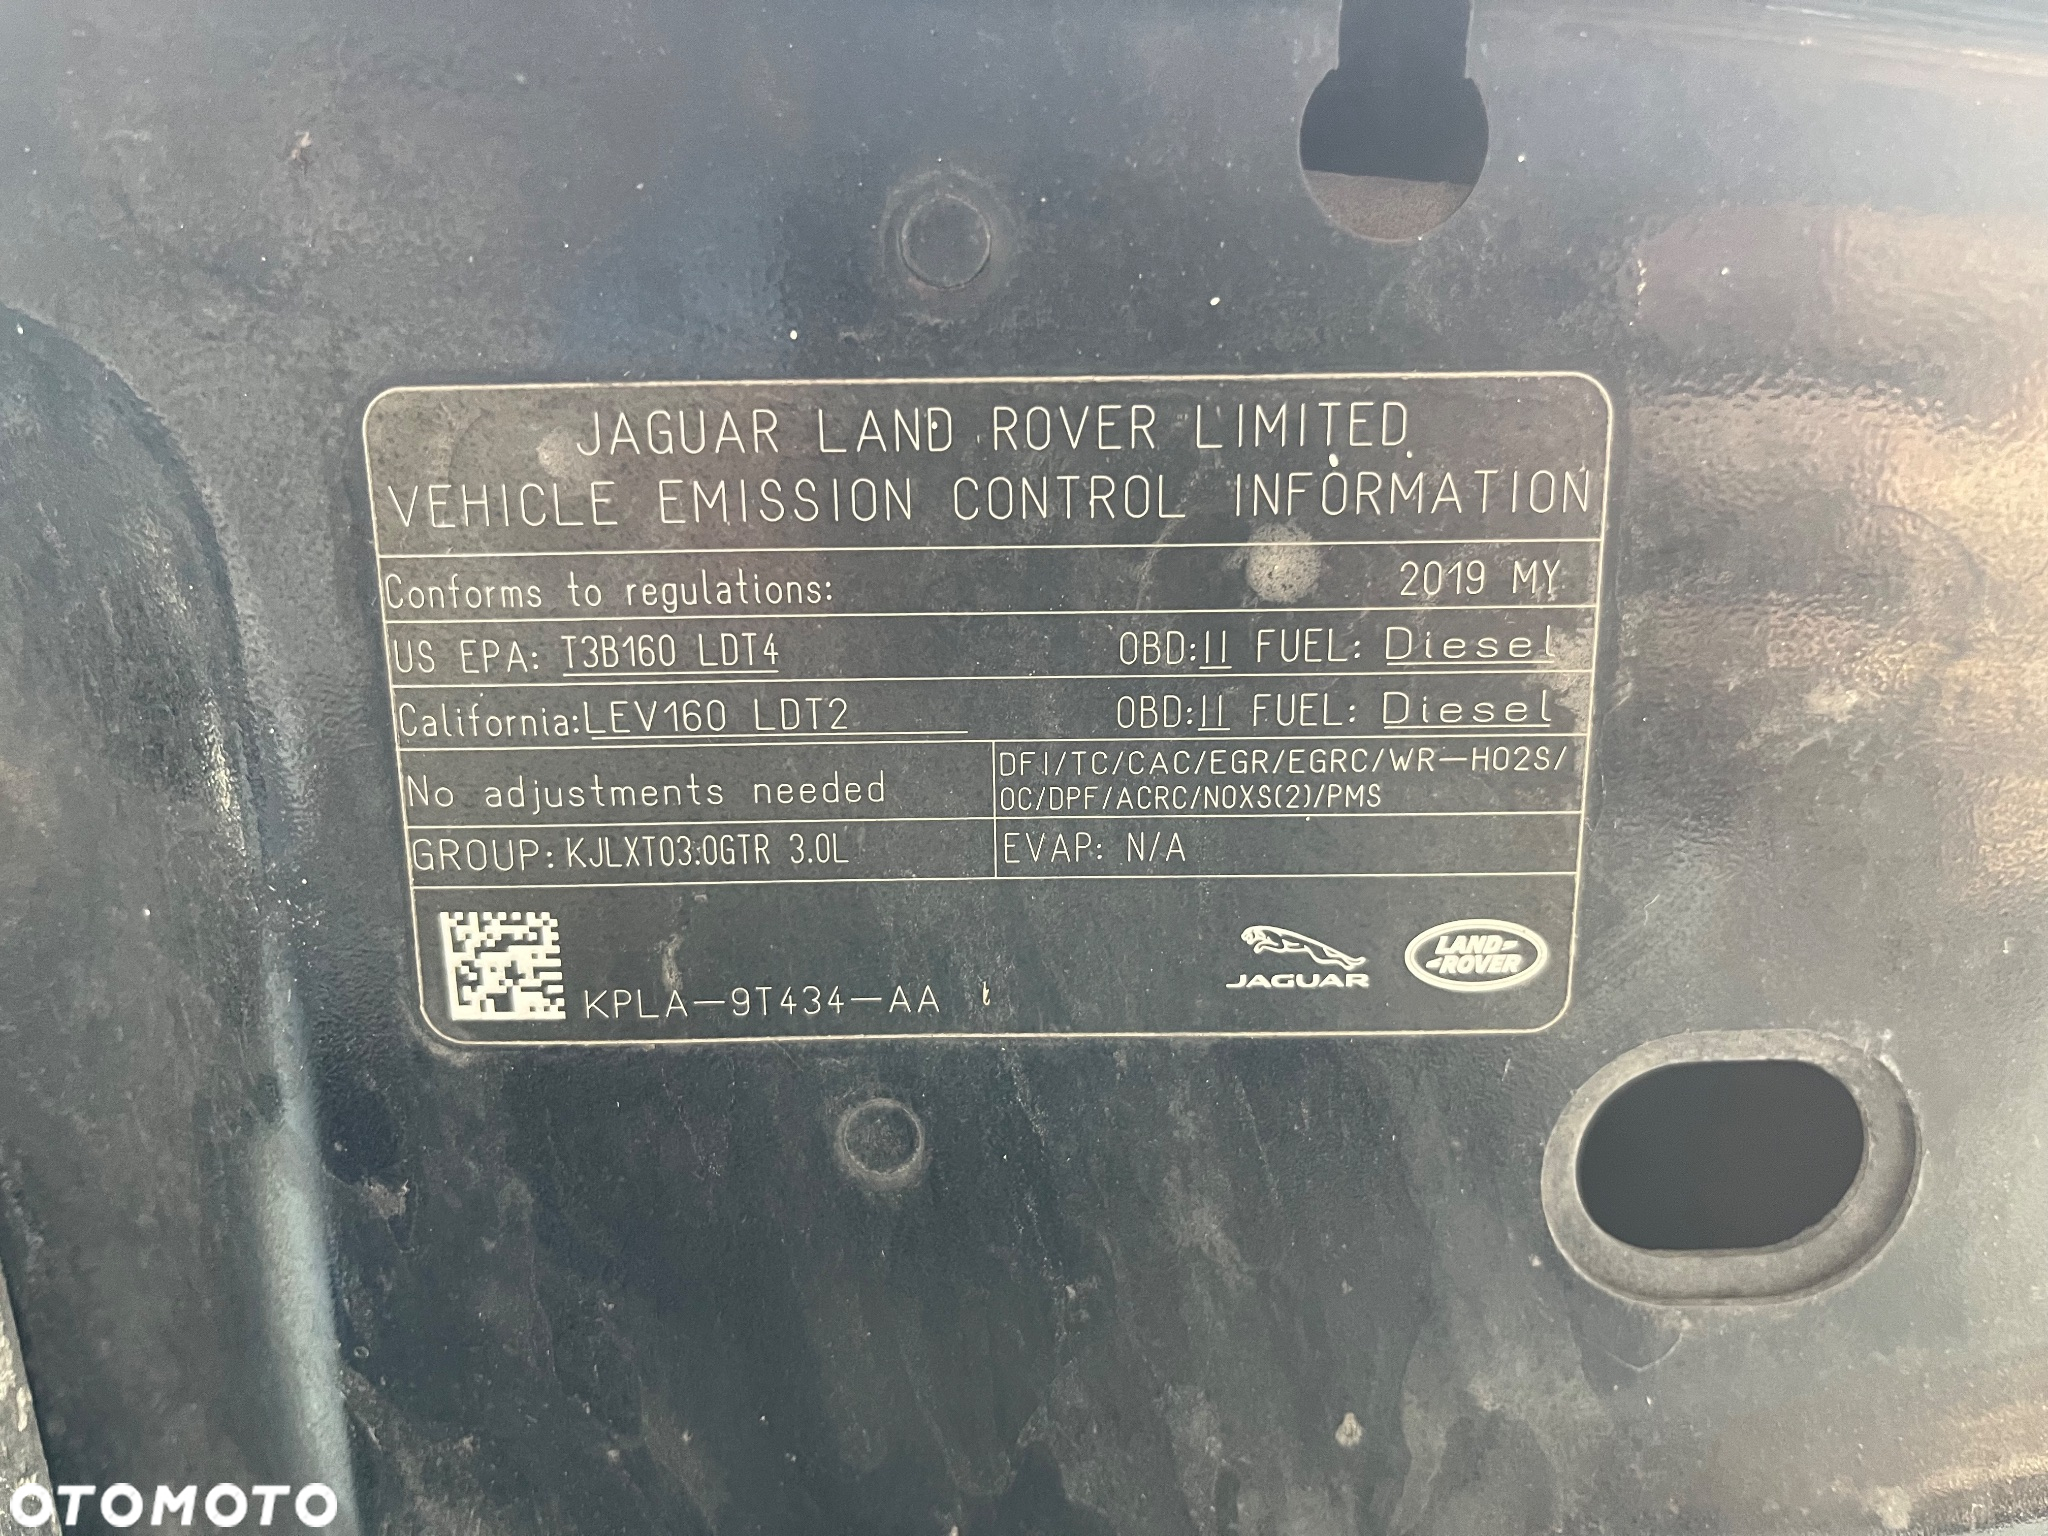 JAGUAR LAND ROVER LIMITED
VEHICLE EMISSION CONTROL INFORMATION
Conforms to regulations: 2019 MY
US EPA: T3B160 LDT4 OBD:II FUEL: Diesel
California:LEV160 LDT2 OBD:II FUEL: Diesel
No adjustments needed
DFI/TC/CAC/EGR/EGRC/WR-HO2S/
OC/DPF/ACRC/NOXS(2)/PMS
GROUP: KJLXT03.0GTR 3.0L
EVAP: N/A
KPLA-9T434-AA
JAGUAR
LAND-
-ROVER
OTOMOTO